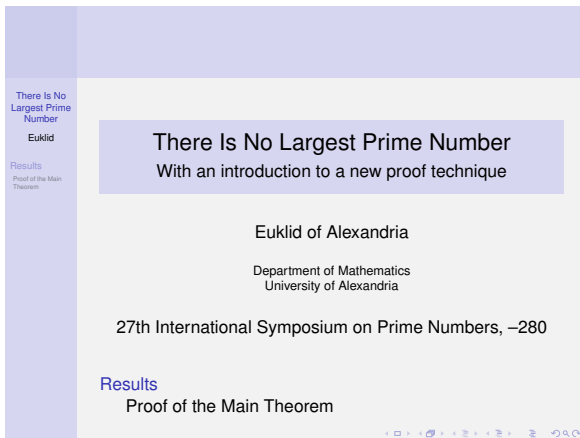 There Is No
Largest Prime
Number
Euklid
Results
Proof of the Main
Theorem
There Is No Largest Prime Number
With an introduction to a new proof technique
Euklid of Alexandria
Department of Mathematics
University of Alexandria
27th International Symposium on Prime Numbers, –280
Results
Proof of the Main Theorem